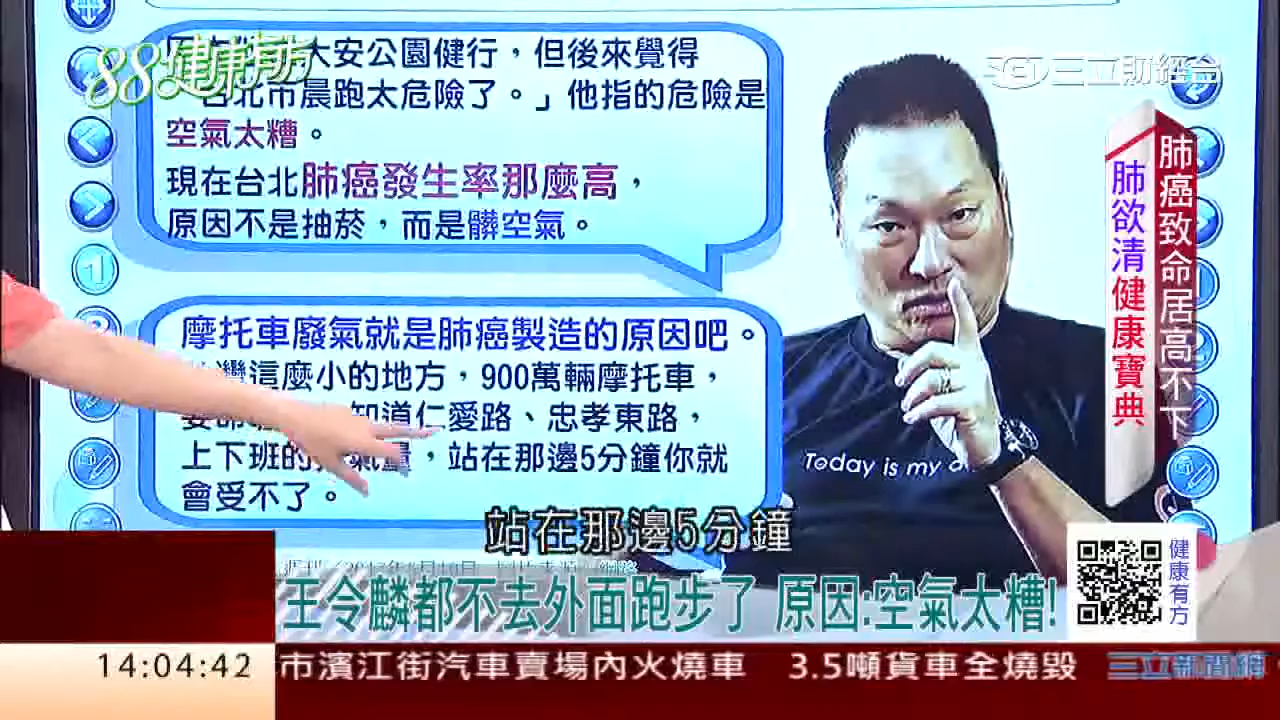 88健康有方
大安公園健行，但後來覺得
「台北市晨跑太危險了。」他指的危險是
空氣太糟。
現在台北肺癌發生率那麼高，
原因不是抽菸，而是髒空氣。
摩托車廢氣就是肺癌製造的原因吧。
灣這麼小的地方，900萬輛摩托車，
知道仁愛路、忠孝東路，
上下班的 ，站在那邊5分鐘你就
會受不了。
三立財經台
肺癌致命居高不下
肺欲清健康寶典
Today is my
站在那邊5分鐘
王令麟都不去外面跑步了 原因:空氣太糟!
健康有方
14:04:42
市濱江街汽車賣場內火燒車 3.5噸貨車全燒毀
三立新聞網